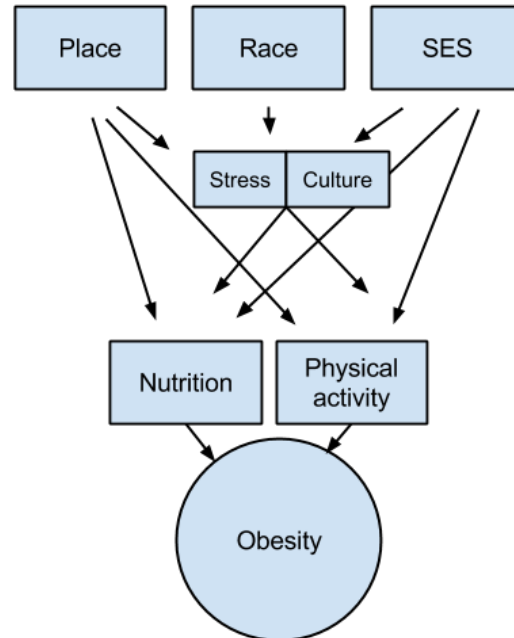 Place
Race
SES
Stress
Culture
Nutrition
Physical
activity
Obesity